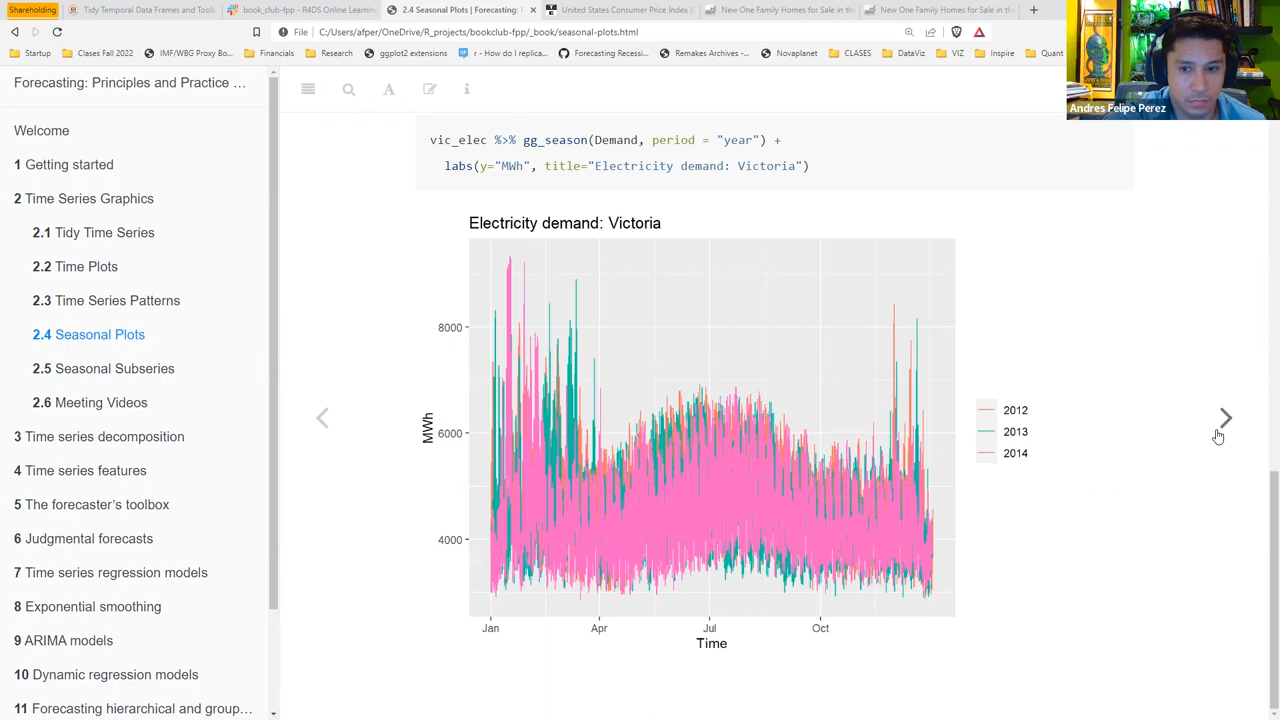 Shareholding
Tidy Temporal Data Frames and Tools
book_club-fpp/ - R4DS Online Learnin
2.4 Seasonal Plots | Forecasting: F
United States Consumer Price Index (C
New One Family Homes for Sale in the
New One Family Homes for Sale in the
File C:/Users/afper/OneDrive/R_projects/bookclub-fpp/_book/seasonal-plots.html
Startup Clases Fall 2022 IMF/WBG Proxy Bo... Financials Research ggplot2 extensions r - How do I replica... Forecasting Recessi... Remakes Archives -... Novaplanet CLASES DataViz VIZ Inspire Quant
Andres Felipe Perez
Forecasting: Principles and Practice ...
Welcome
1 Getting started
2 Time Series Graphics
2.1 Tidy Time Series
2.2 Time Plots
2.3 Time Series Patterns
2.4 Seasonal Plots
2.5 Seasonal Subseries
2.6 Meeting Videos
3 Time series decomposition
4 Time series features
5 The forecaster's toolbox
6 Judgmental forecasts
7 Time series regression models
8 Exponential smoothing
9 ARIMA models
10 Dynamic regression models
11 Forecasting hierarchical and group...
vic_elec %>% gg_season(Demand, period = "year") +
labs(y="MWh", title="Electricity demand: Victoria")
Electricity demand: Victoria
8000
6000
4000
MWh
Jan Apr Jul Oct
Time
2012
2013
2014